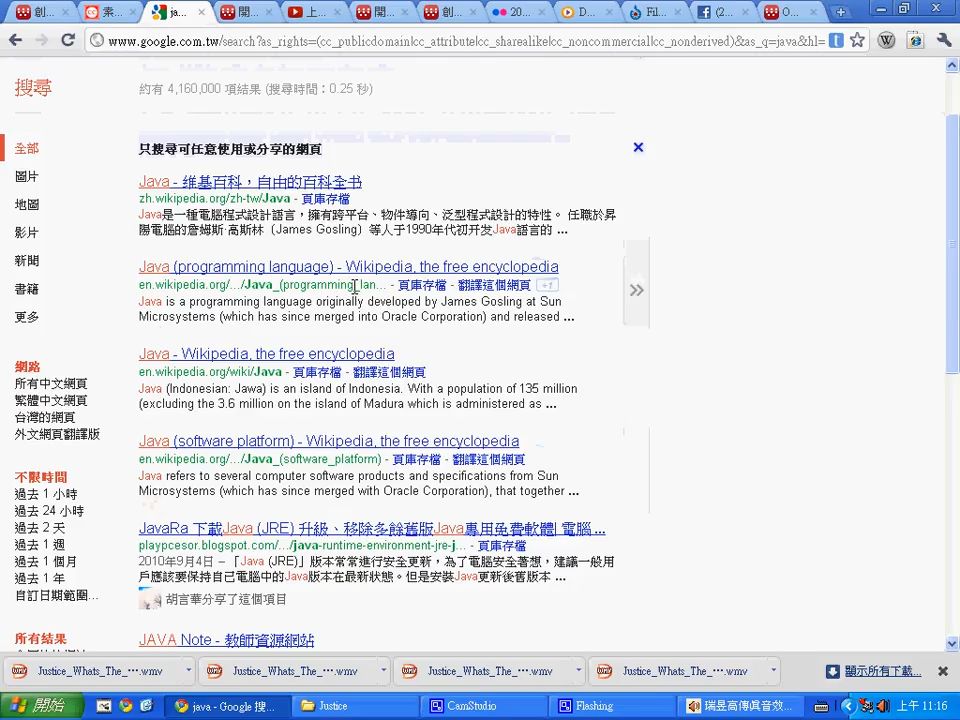 創...
素...
ja...
開...
上...
開...
創...
20...
D...
Fil...
(2...
O...
www.google.com.tw/search?as_rights=(cc_publicdomain|cc_attribute|cc_sharealike|cc_noncommercial|cc_nonderived)&as_q=java&hl=
搜尋
約有 4,160,000 項結果 (搜尋時間：0.25 秒)
全部
圖片
地圖
影片
新聞
書籍
更多
網路
所有中文網頁
繁體中文網頁
台灣的網頁
外文網頁翻譯版
不限時間
過去 1 小時
過去 24 小時
過去 2 天
過去 1 週
過去 1 個月
過去 1 年
自訂日期範圍...
所有結果
只搜尋可任意使用或分享的網頁
Java - 维基百科，自由的百科全书
zh.wikipedia.org/zh-tw/Java - 頁庫存檔
Java是一種電腦程式設計語言，擁有跨平台、物件導向、泛型程式設計的特性。 任職於昇
陽電腦的詹姆斯·高斯林（James Gosling）等人于1990年代初开发Java語言的 ...
Java (programming language) - Wikipedia, the free encyclopedia
en.wikipedia.org/.../Java_(programming_lan... - 頁庫存檔 - 翻譯這個網頁 +1
Java is a programming language originally developed by James Gosling at Sun
Microsystems (which has since merged into Oracle Corporation) and released ...
Java - Wikipedia, the free encyclopedia
en.wikipedia.org/wiki/Java - 頁庫存檔 - 翻譯這個網頁
Java (Indonesian: Jawa) is an island of Indonesia. With a population of 135 million
(excluding the 3.6 million on the island of Madura which is administered as ...
Java (software platform) - Wikipedia, the free encyclopedia
en.wikipedia.org/.../Java_(software_platform) - 頁庫存檔 - 翻譯這個網頁
Java refers to several computer software products and specifications from Sun
Microsystems (which has since merged with Oracle Corporation), that together ...
JavaRa 下載Java (JRE) 升級、移除多餘舊版Java專用免費軟體| 電腦 ...
playpcesor.blogspot.com/.../java-runtime-environment-jre-j... - 頁庫存檔
2010年9月4日 – 「Java (JRE)」版本常常進行安全更新，為了電腦安全著想，建議一般用
戶應該要保持自己電腦中的Java版本在最新狀態。但是安裝Java更新後舊版本 ...
胡言華分享了這個項目
JAVA Note - 教師資源網站
Justice_Whats_The_....wmv
Justice_Whats_The_....wmv
Justice_Whats_The_....wmv
Justice_Whats_The_....wmv
顯示所有下載...
開始
java - Google 搜...
Justice
CamStudio
Flashing
瑞昱高傳真音效...
上午 11:16